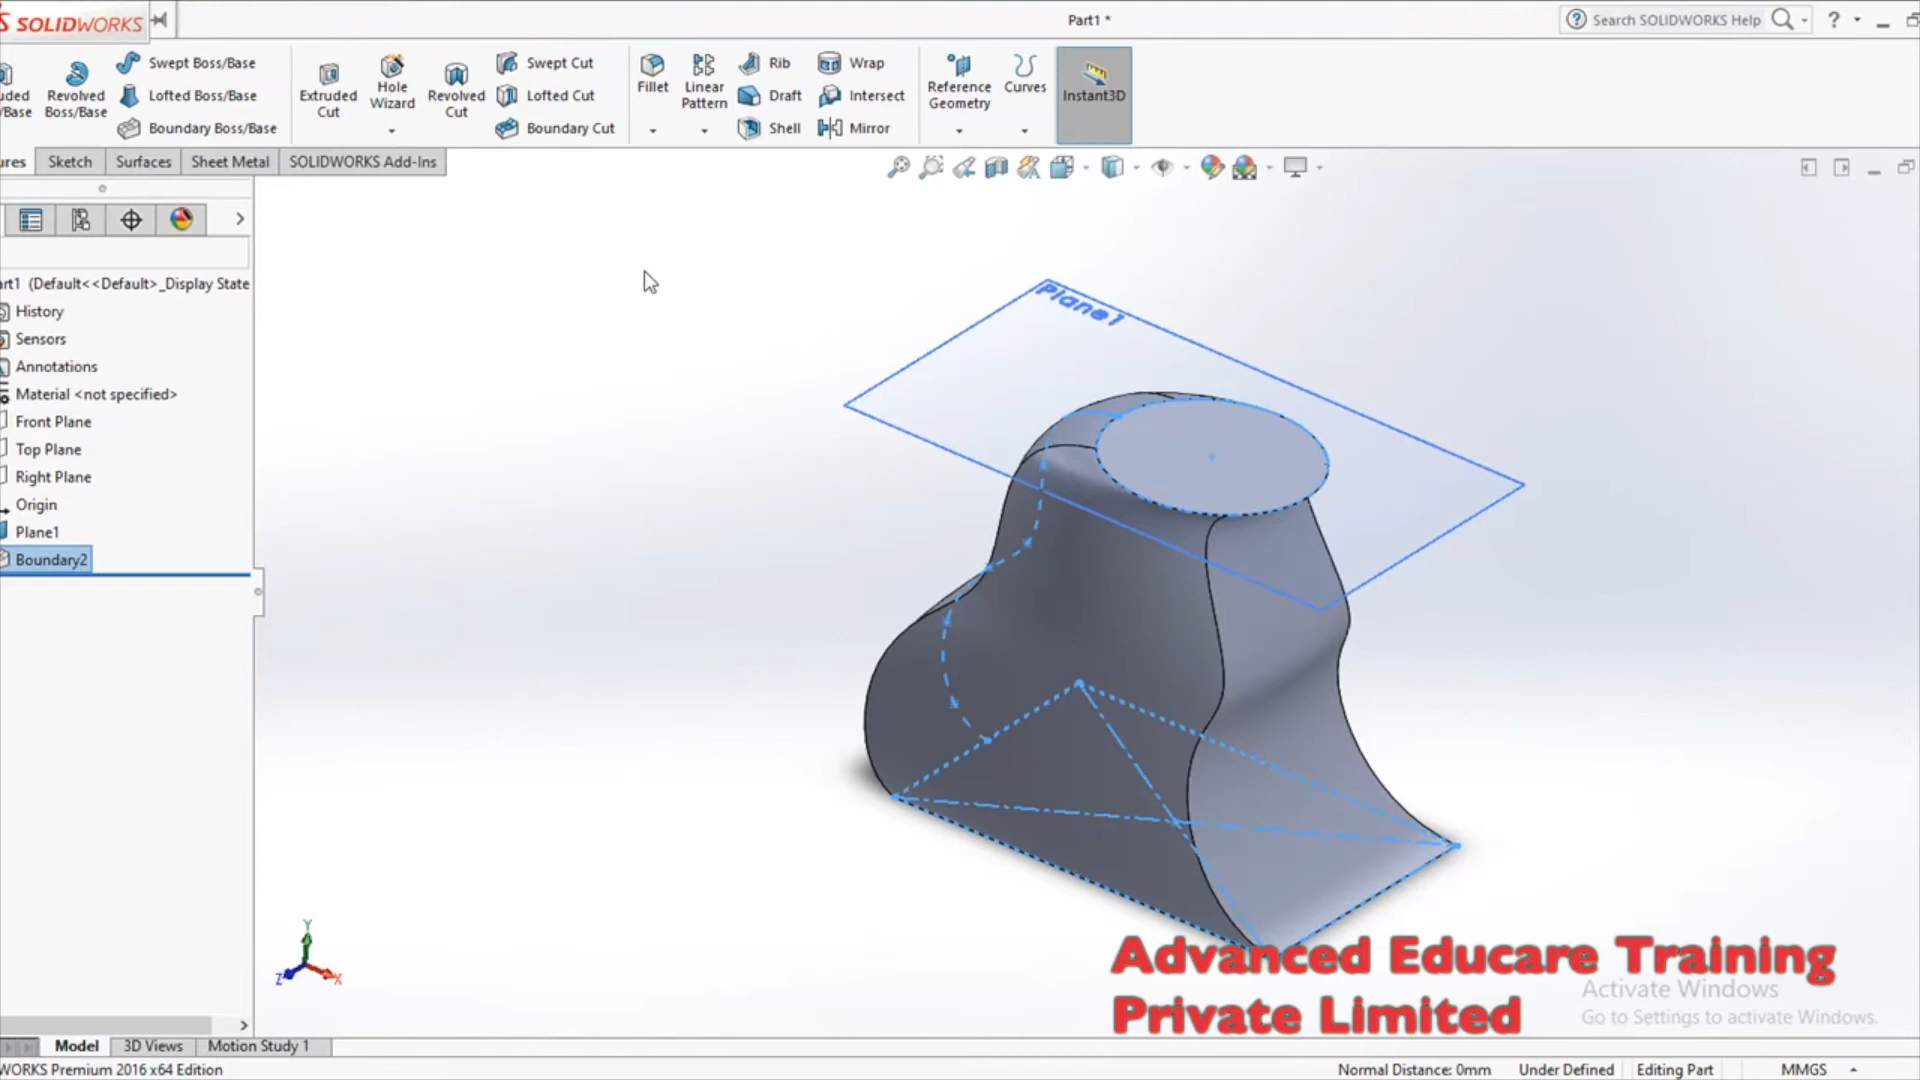 SOLIDWORKS
Part1 *
Search SOLIDWORKS Help
?
Swept Boss/Base
Revolved
Boss/Base
Lofted Boss/Base
Boundary Boss/Base
Extruded
Cut
Hole
Wizard
Revolved
Cut
Swept Cut
Lofted Cut
Boundary Cut
Fillet
Linear
Pattern
Rib
Draft
Shell
Wrap
Intersect
Mirror
Reference
Geometry
Curves
Instant3D
ures
Sketch
Surfaces
Sheet Metal
SOLIDWORKS Add-Ins
art1 (Default<<Default>_Display State
History
Sensors
Annotations
Material <not specified>
Front Plane
Top Plane
Right Plane
Origin
Plane1
Boundary2
Plane1
Y
Z
X
Advanced Educare Training
Private Limited
Activate Windows
Go to Settings to activate Windows.
Model
3D Views
Motion Study 1
WORKS Premium 2016 x64 Edition
Normal Distance: 0mm
Under Defined
Editing Part
MMGS